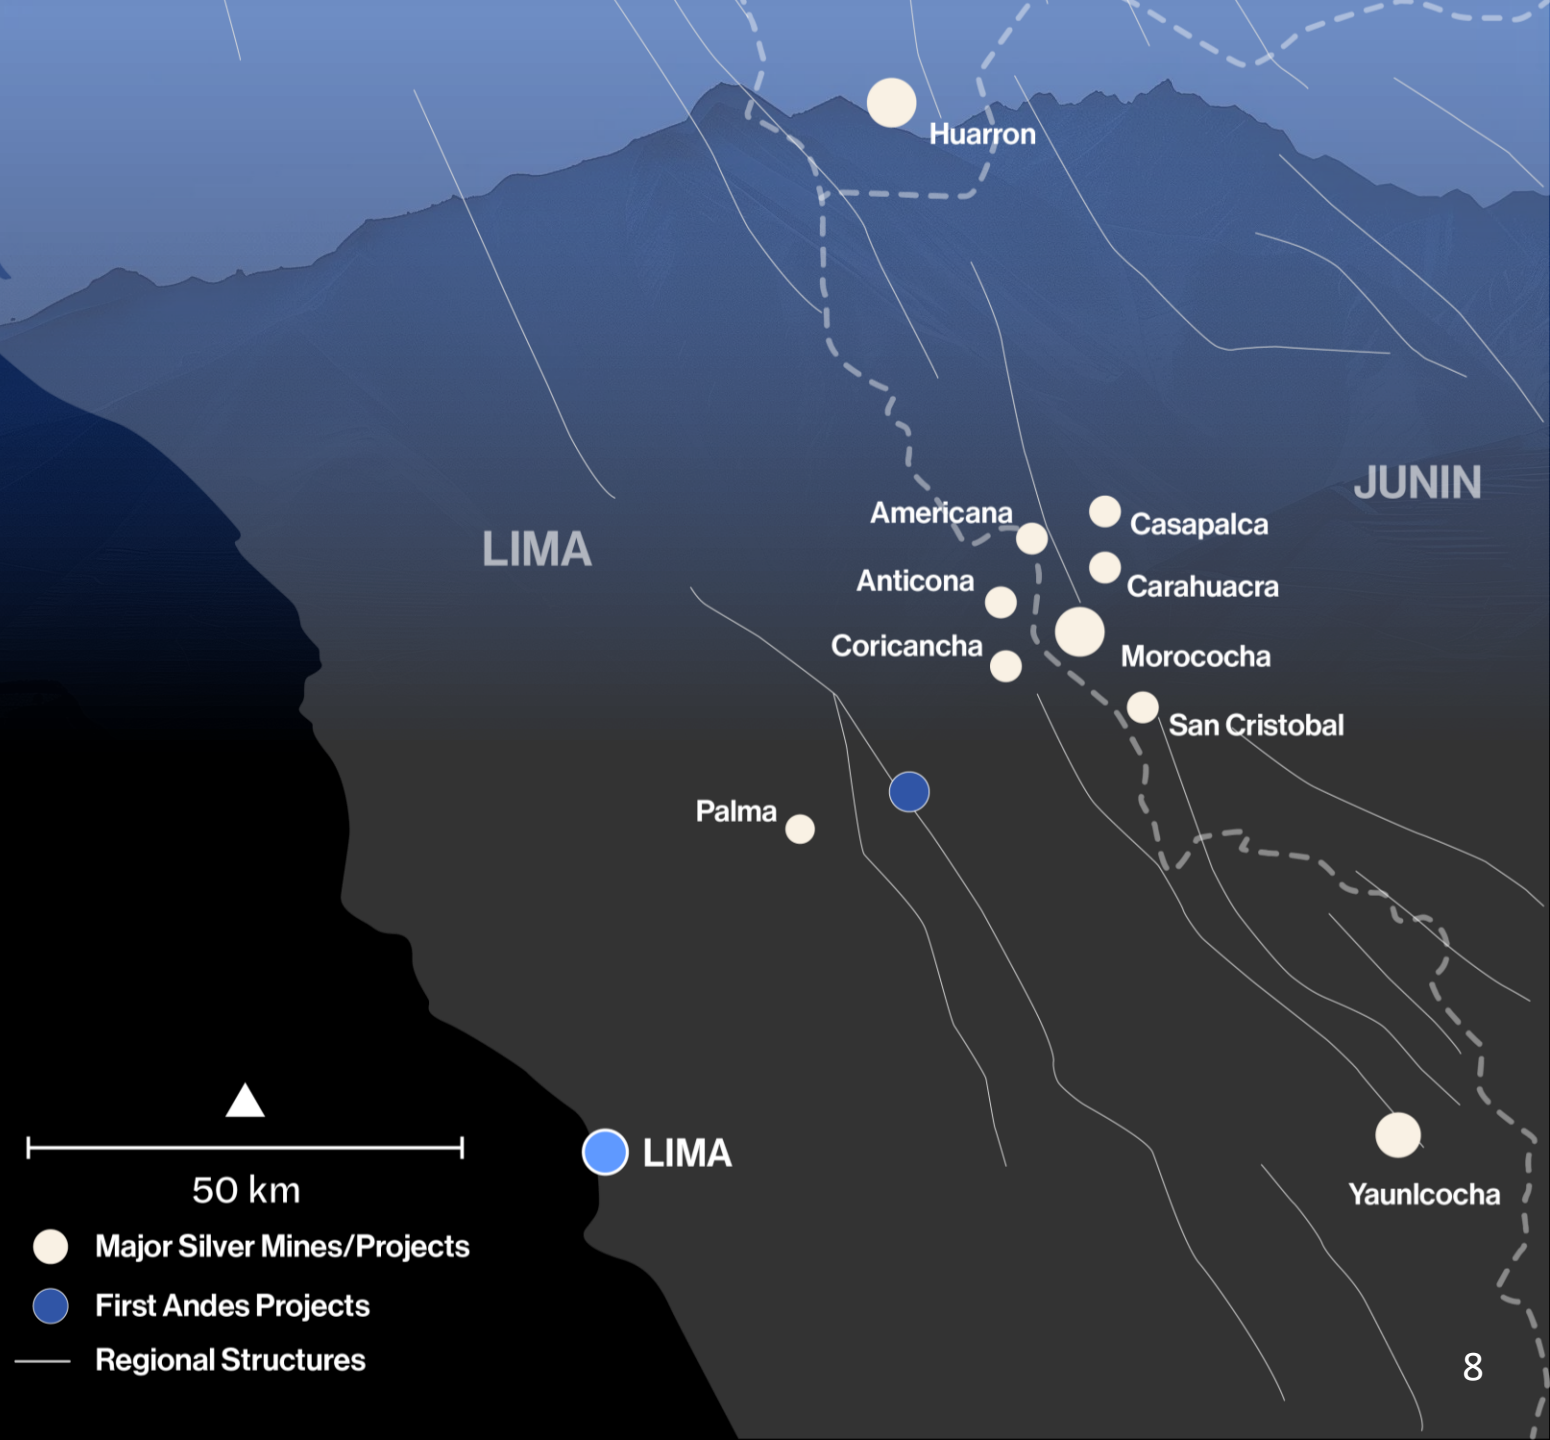 Huarron
JUNIN
Americana
Casapalca
LIMA
Anticona
Carahuacra
Coricancha
Morococha
San Cristobal
Palma
LIMA
50 km
Yaunlcocha
Major Silver Mines/Projects
First Andes Projects
Regional Structures
8